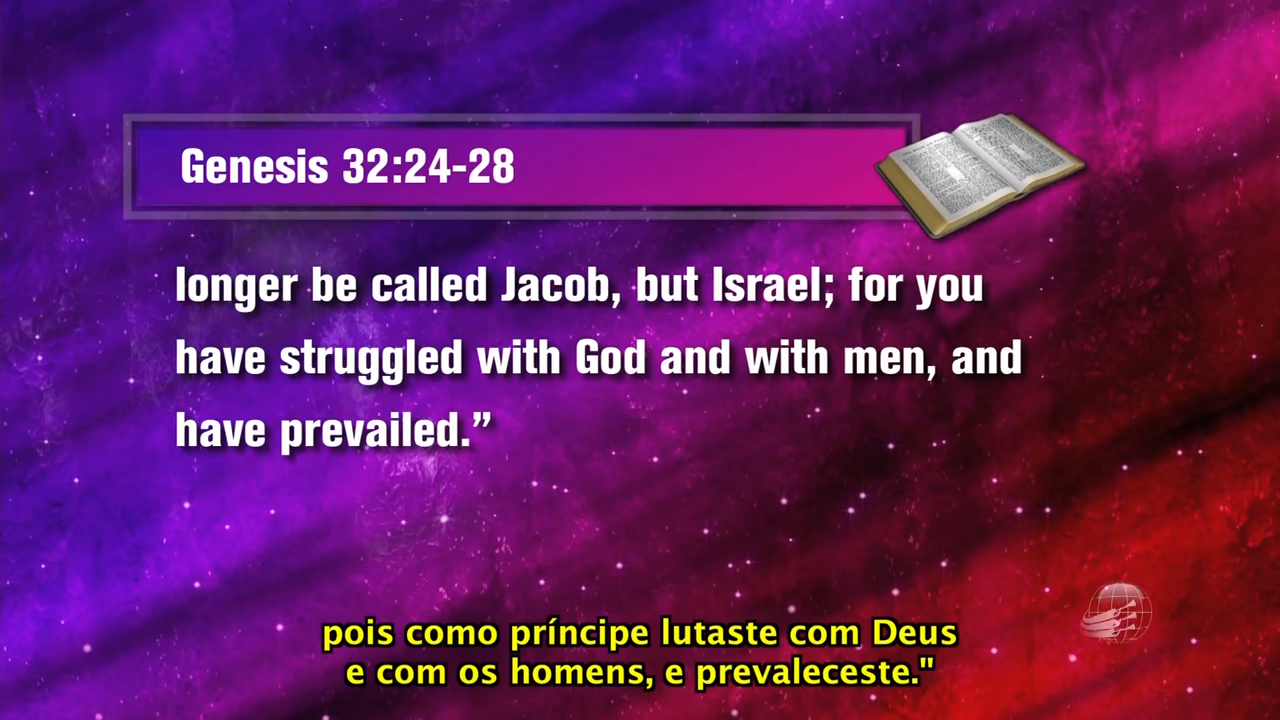 Genesis 32:24-28
longer be called Jacob, but Israel; for you
have struggled with God and with men, and
have prevailed.”
pois como príncipe lutaste com Deus
e com os homens, e prevaleceste."